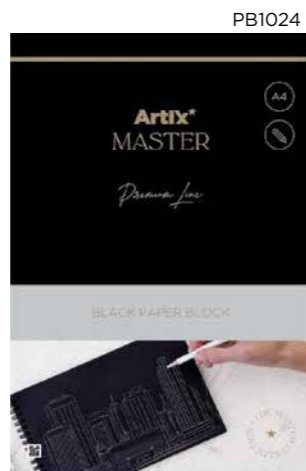 PB1024
A4
Artix*
MASTER
Premium Line
BLACK PAPER BLOCK